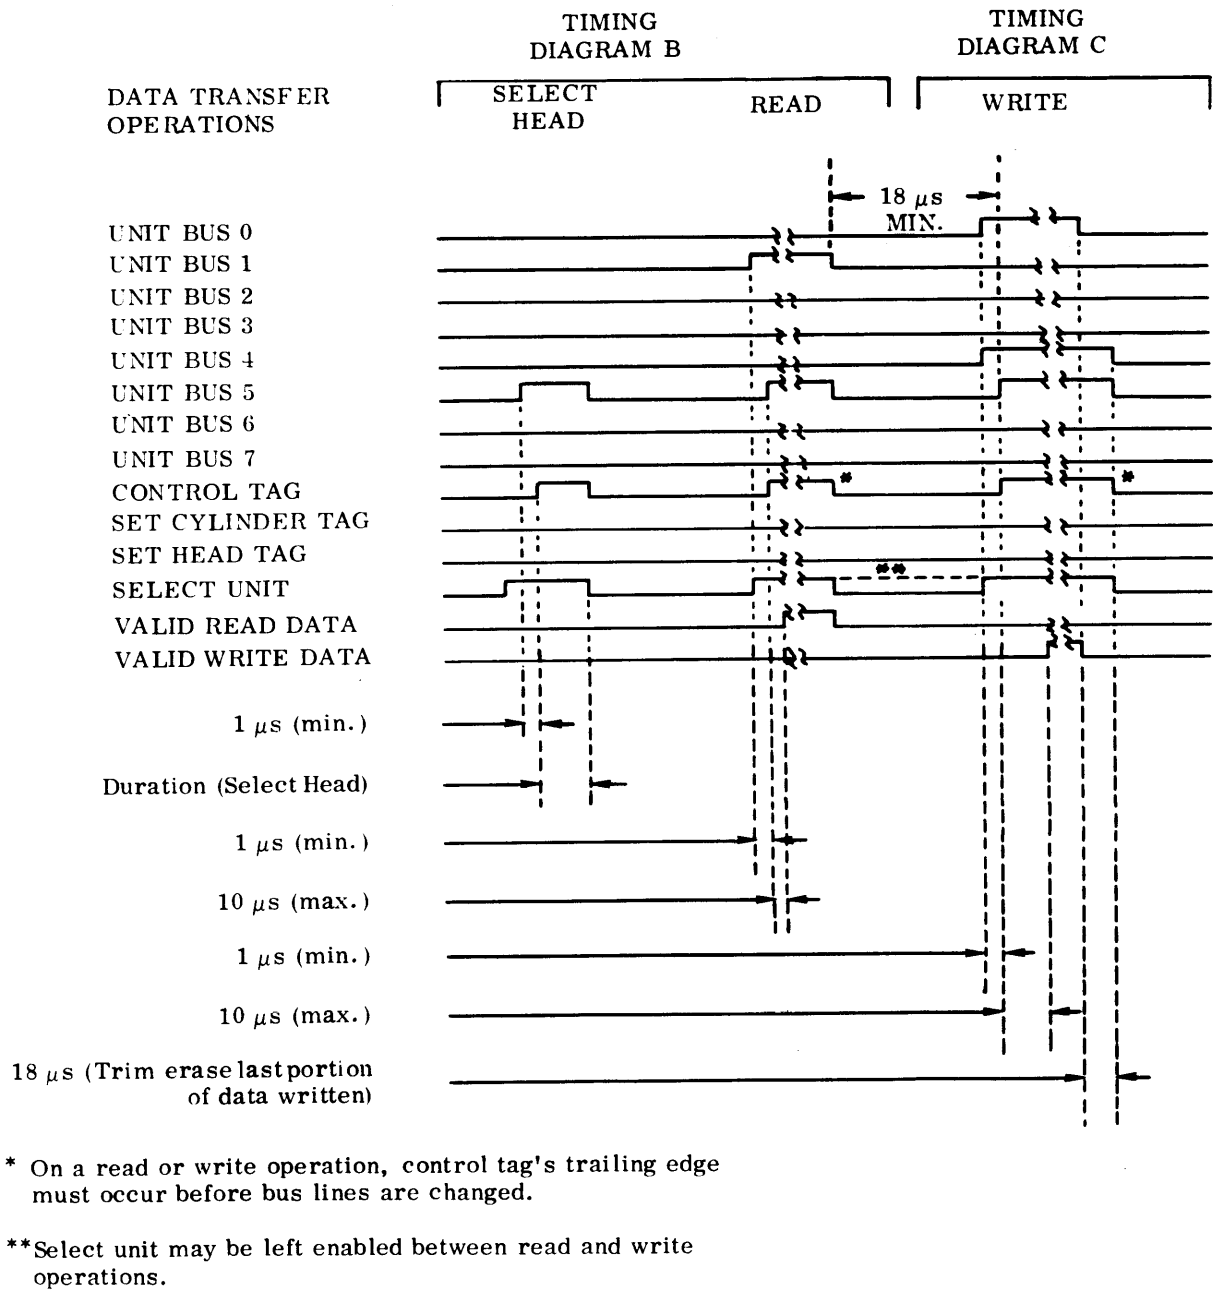 TIMING
DIAGRAM B
TIMING
DIAGRAM C
DATA TRANSFER
OPERATIONS
SELECT
HEAD
READ
WRITE
18 μs
MIN.
UNIT BUS 0
UNIT BUS 1
UNIT BUS 2
UNIT BUS 3
UNIT BUS 4
UNIT BUS 5
UNIT BUS 6
UNIT BUS 7
CONTROL TAG
*
*
SET CYLINDER TAG
SET HEAD TAG
**
SELECT UNIT
VALID READ DATA
VALID WRITE DATA
1 μs (min.)
Duration (Select Head)
1 μs (min.)
10 μs (max.)
1 μs (min.)
10 μs (max.)
18 μs (Trim erase last portion
of data written)
* On a read or write operation, control tag's trailing edge
must occur before bus lines are changed.
**Select unit may be left enabled between read and write
operations.